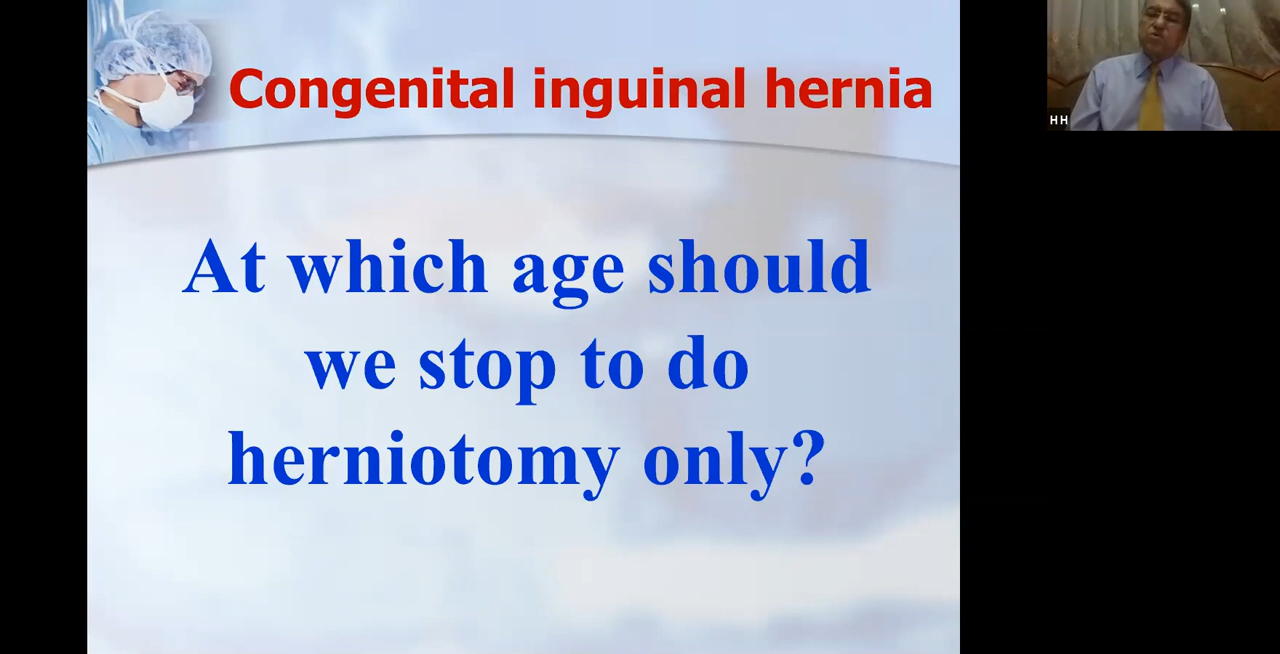 Congenital inguinal hernia
At which age should
we stop to do
herniotomy only?
HH